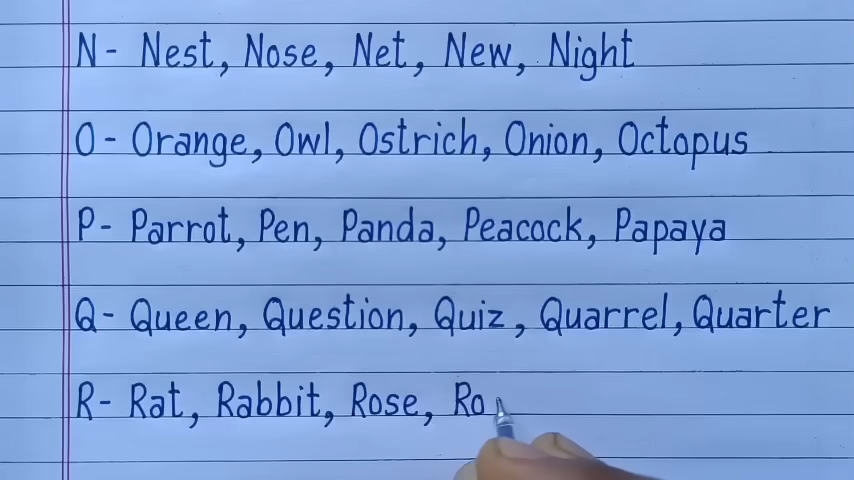 N- Nest, Nose, Net, New, Night
O- Orange, Owl, Ostrich, Onion, Octopus
P- Parrot, Pen, Panda, Peacock, Papaya
Q- Queen, Question, Quiz, Quarrel, Quarter
R- Rat, Rabbit, Rose, Ro